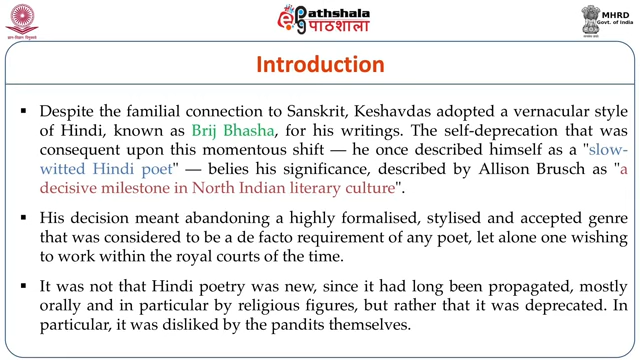 Pathshala
पाठशाला
MHRD
Govt. of India
Introduction
▪ Despite the familial connection to Sanskrit, Keshavdas adopted a vernacular style
of Hindi, known as Brij Bhasha, for his writings. The self-deprecation that was
consequent upon this momentous shift — he once described himself as a "slow-
witted Hindi poet" — belies his significance, described by Allison Brusch as "a
decisive milestone in North Indian literary culture".
▪ His decision meant abandoning a highly formalised, stylised and accepted genre
that was considered to be a de facto requirement of any poet, let alone one wishing
to work within the royal courts of the time.
▪ It was not that Hindi poetry was new, since it had long been propagated, mostly
orally and in particular by religious figures, but rather that it was deprecated. In
particular, it was disliked by the pandits themselves.